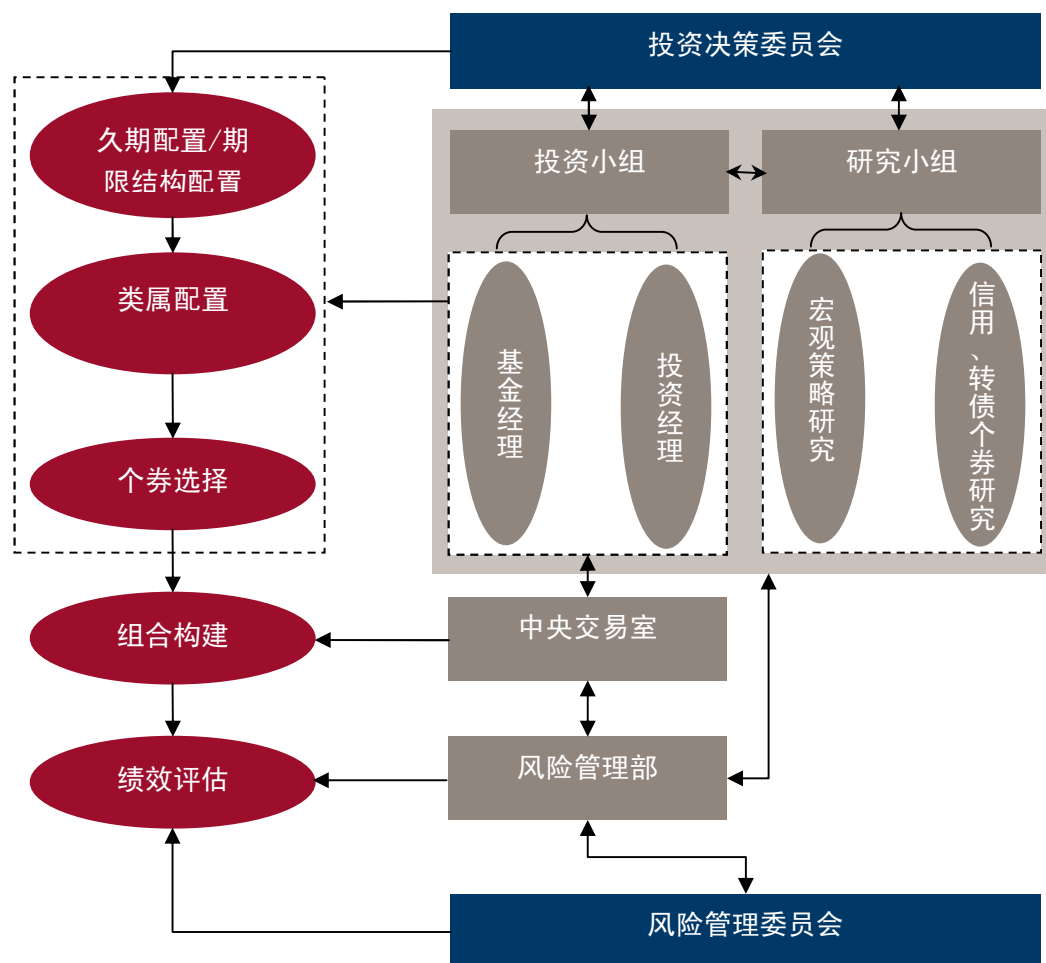 投资决策委员会
久期配置/期
限结构配置
投资小组
研究小组
类属配置
基金经理
投资经理
宏观策略研究
信用、转债个券研究
个券选择
组合构建
中央交易室
绩效评估
风险管理部
风险管理委员会